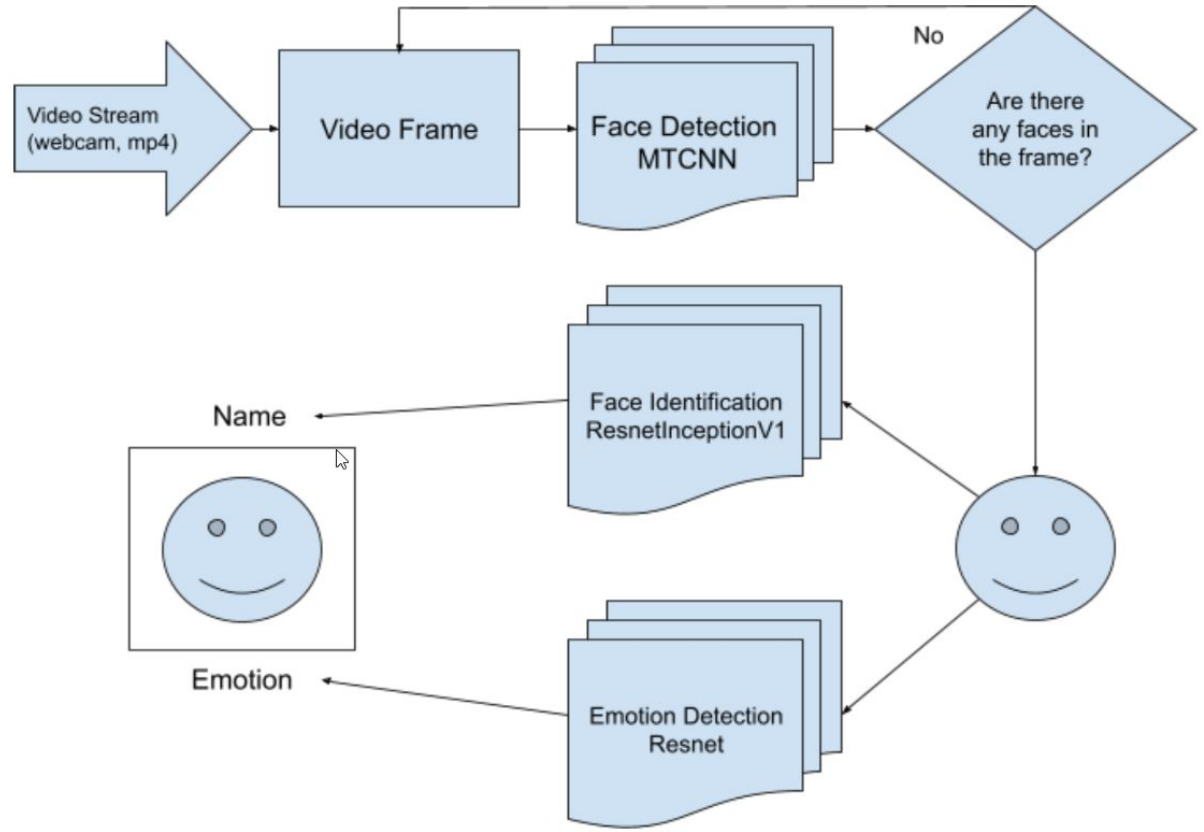 Video Stream
(webcam, mp4)
Video Frame
Face Detection
MTCNN
No
Are there
any faces in
the frame?
Face Identification
ResnetInceptionV1
Name
Emotion
Emotion Detection
Resnet